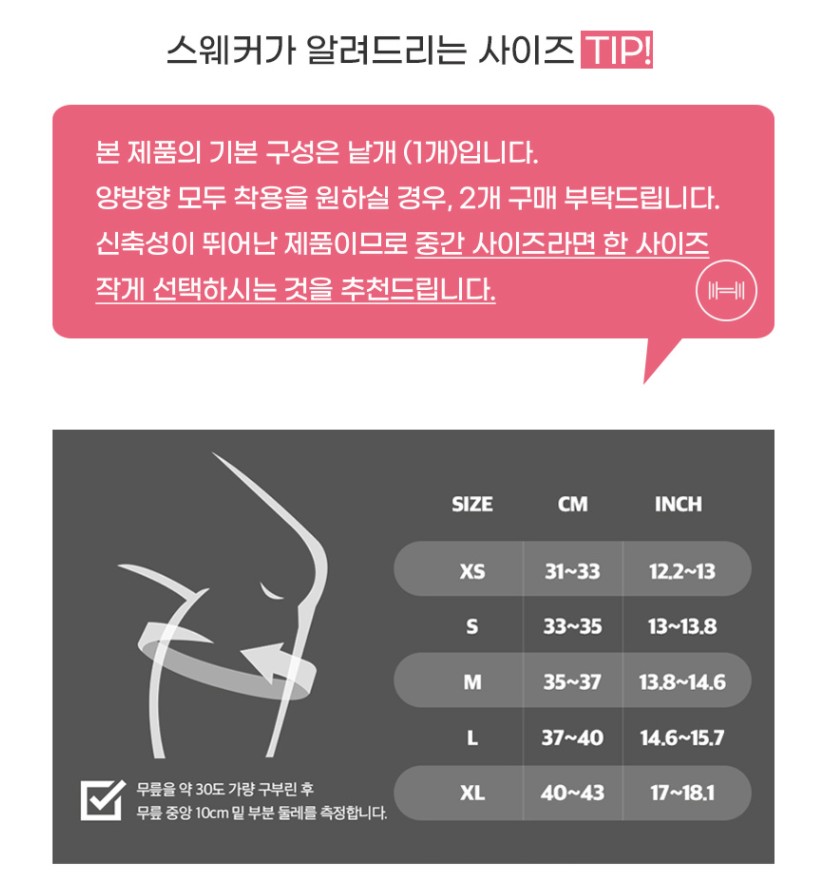 스웨커가 알려드리는 사이즈 TIP!
본 제품의 기본 구성은 낱개 (1개)입니다.
양방향 모두 착용을 원하실 경우, 2개 구매 부탁드립니다.
신축성이 뛰어난 제품이므로 중간 사이즈라면 한 사이즈
작게 선택하시는 것을 추천드립니다.
SIZE CM INCH
XS 31~33 12.2~13
S 33~35 13~13.8
M 35~37 13.8~14.6
L 37~40 14.6~15.7
XL 40~43 17~18.1
무릎을 약 30도 가량 구부린 후
무릎 중앙 10cm 밑 부분 둘레를 측정합니다.